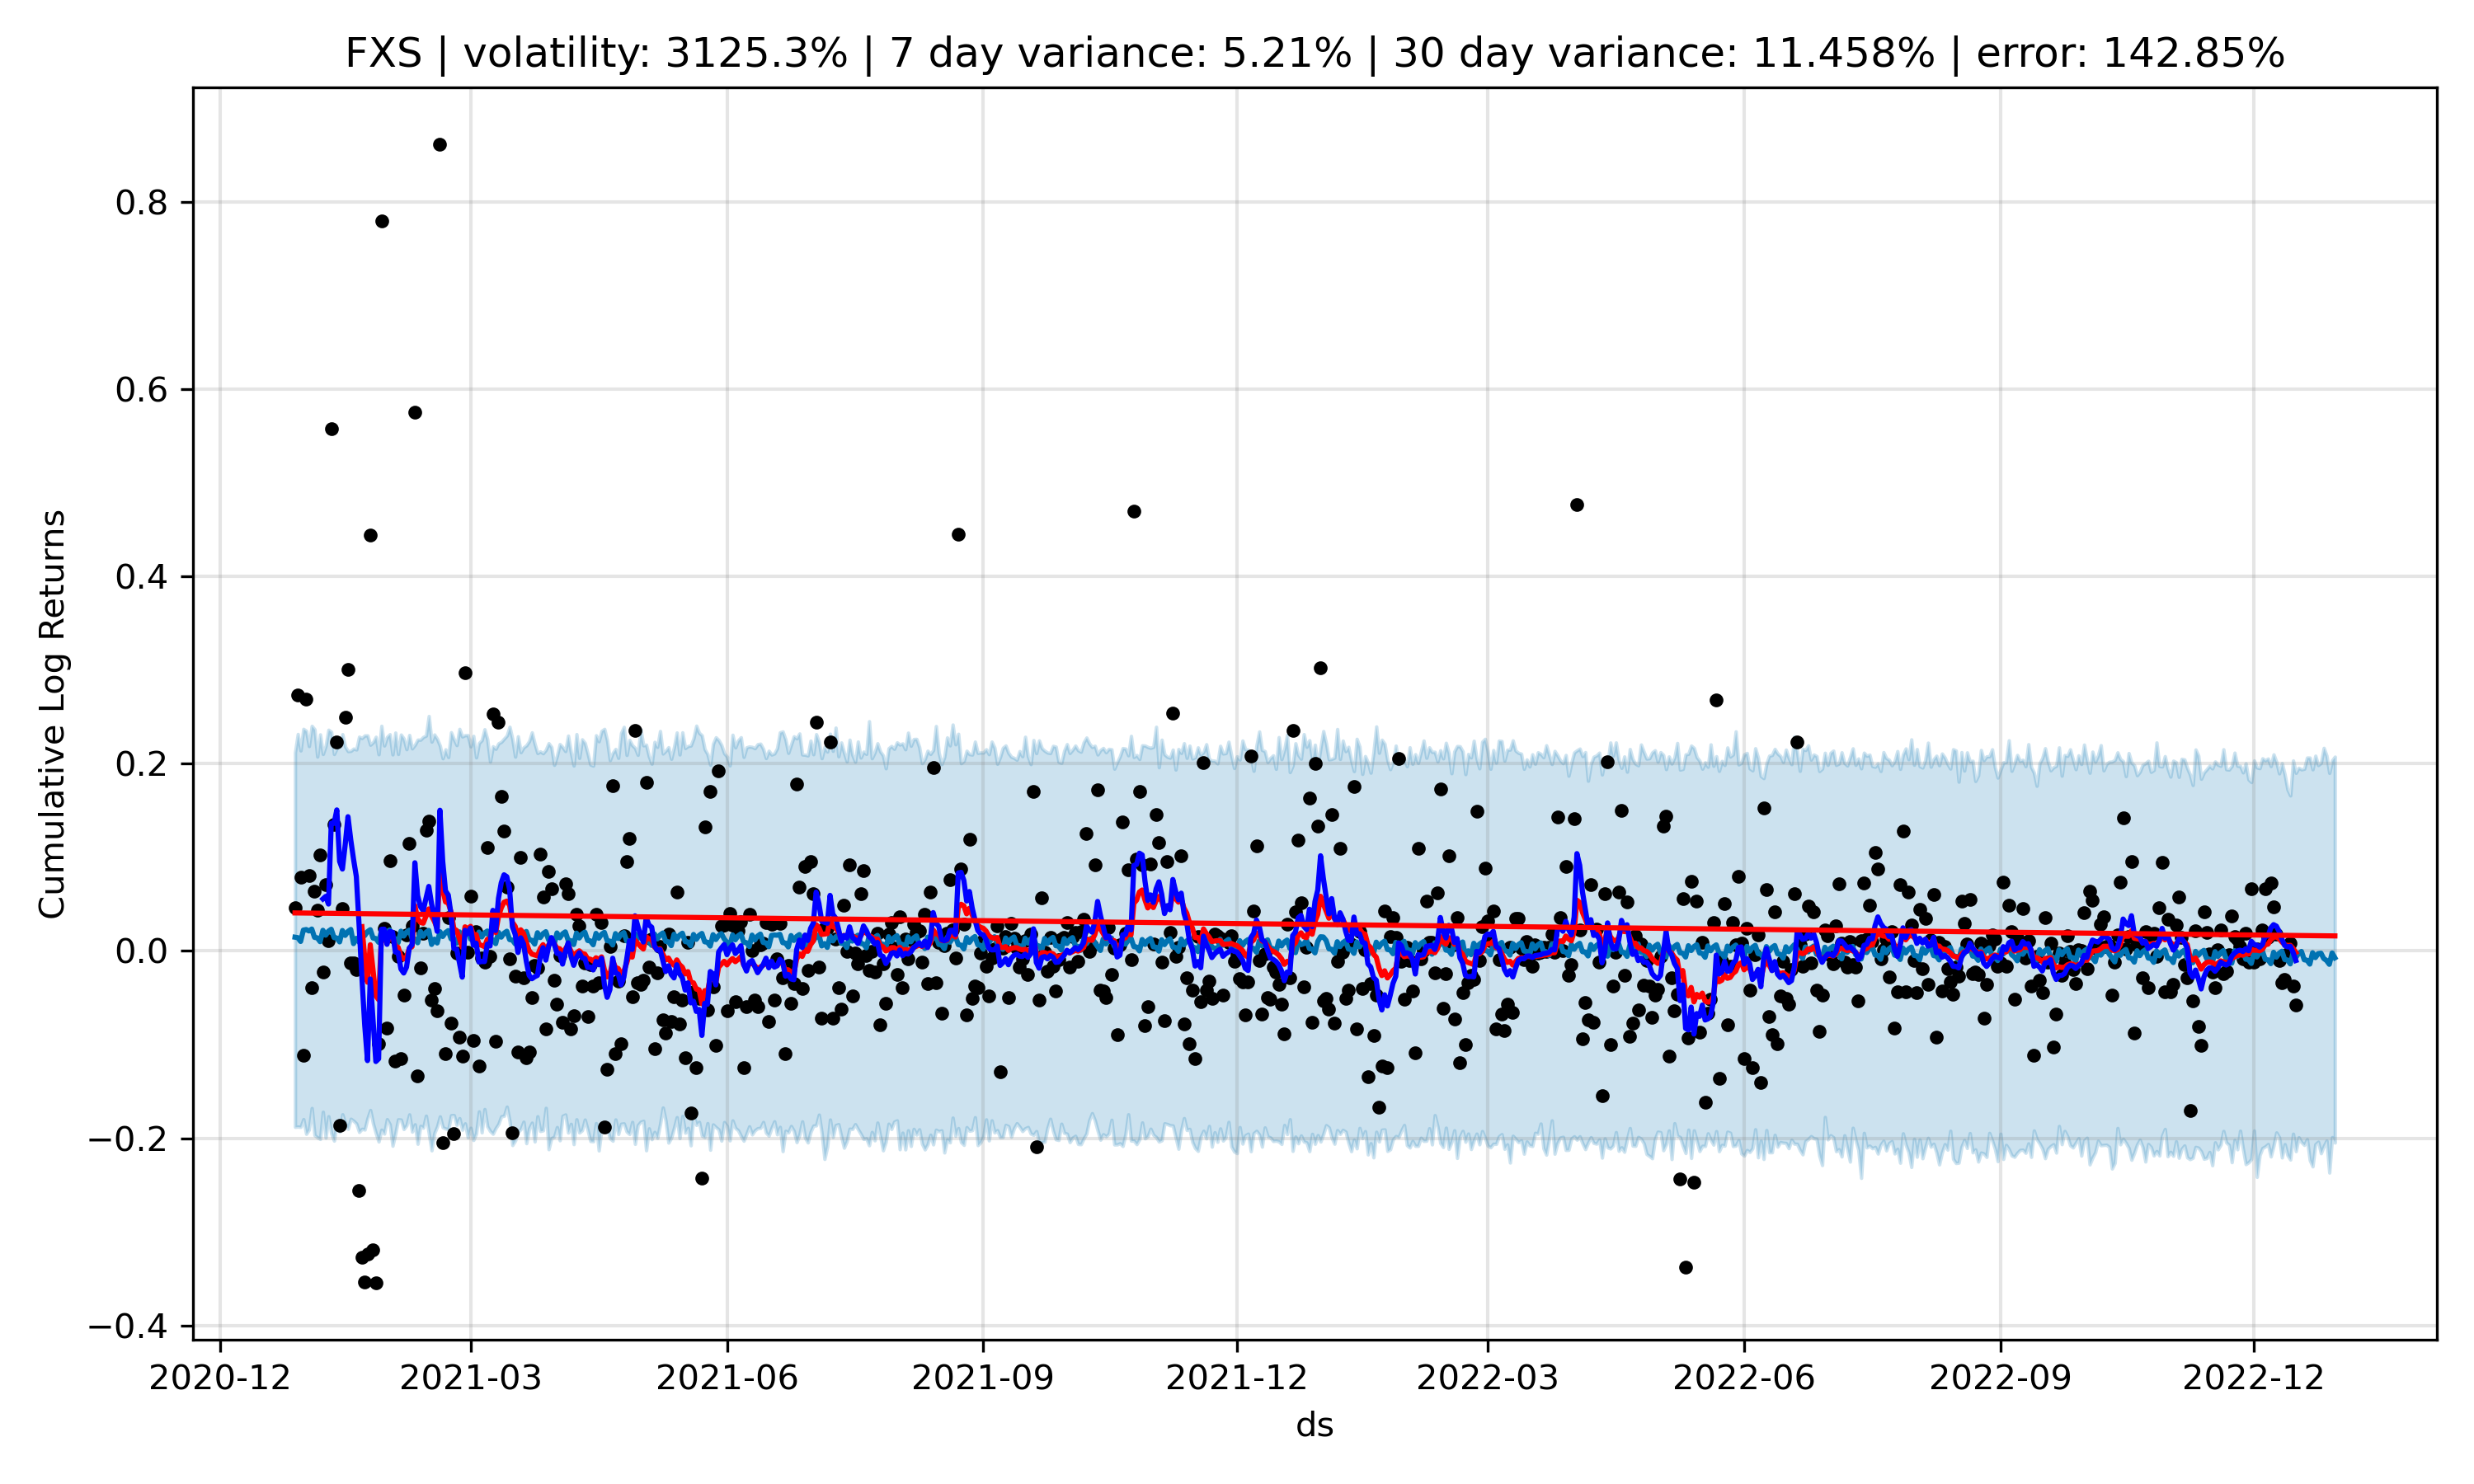 FXS | volatility: 3125.3% | 7 day variance: 5.21% | 30 day variance: 11.458% | error: 142.85%
Cumulative Log Returns
0.8
0.6
0.4
0.2
0.0
−0.2
−0.4
2020-12 2021-03 2021-06 2021-09 2021-12 2022-03 2022-06 2022-09 2022-12
ds